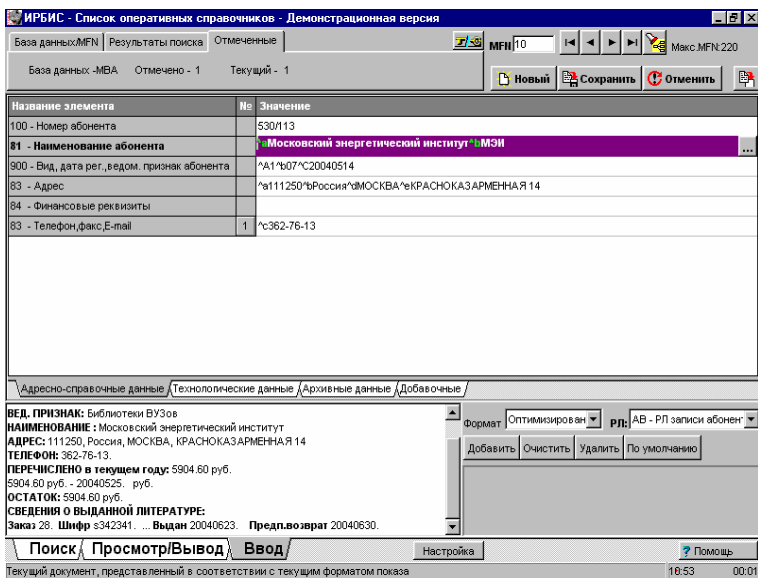 ИРБИС - Список оперативных справочников - Демонстрационная версия
База данных/MFN Результаты поиска Отмеченные
MFN 10 Макс.MFN:220
База данных -МВА Отмечено - 1 Текущий - 1
Новый Сохранить Отменить
Название элемента № Значение
100 - Номер абонента 530/113
81 - Наименование абонента ^aМосковский энергетический институт^bМЭИ ...
900 - Вид, дата рег.,ведом. признак абонента ^A1^b07^C20040514
83 - Адрес ^a111250^bРоссия^dМОСКВА^eКРАСНОКАЗАРМЕННАЯ 14
84 - Финансовые реквизиты
83 - Телефон,факс,E-mail 1 ^c362-76-13
Адресно-справочные данные Технологические данные Архивные данные Добавочные
ВЕД. ПРИЗНАК: Библиотеки ВУЗов
НАИМЕНОВАНИЕ : Московский энергетический институт
АДРЕС: 111250, Россия, МОСКВА, КРАСНОКАЗАРМЕННАЯ 14
ТЕЛЕФОН: 362-76-13.
ПЕРЕЧИСЛЕНО в текущем году: 5904.60 руб.
5904.60 руб. - 20040525. руб.
ОСТАТОК: 5904.60 руб.
СВЕДЕНИЯ О ВЫДАННОЙ ЛИТЕРАТУРЕ:
Заказ 28. Шифр s342341. ... Выдан 20040623. Предп.возврат 20040630.
Формат Оптимизирован РЛ: АВ - РЛ записи абонент
Добавить Очистить Удалить По умолчанию
Поиск Просмотр/Вывод Ввод Настройка ? Помощь
Текущий документ, представленный в соответствии с текущим форматом показа 16:53 00:01